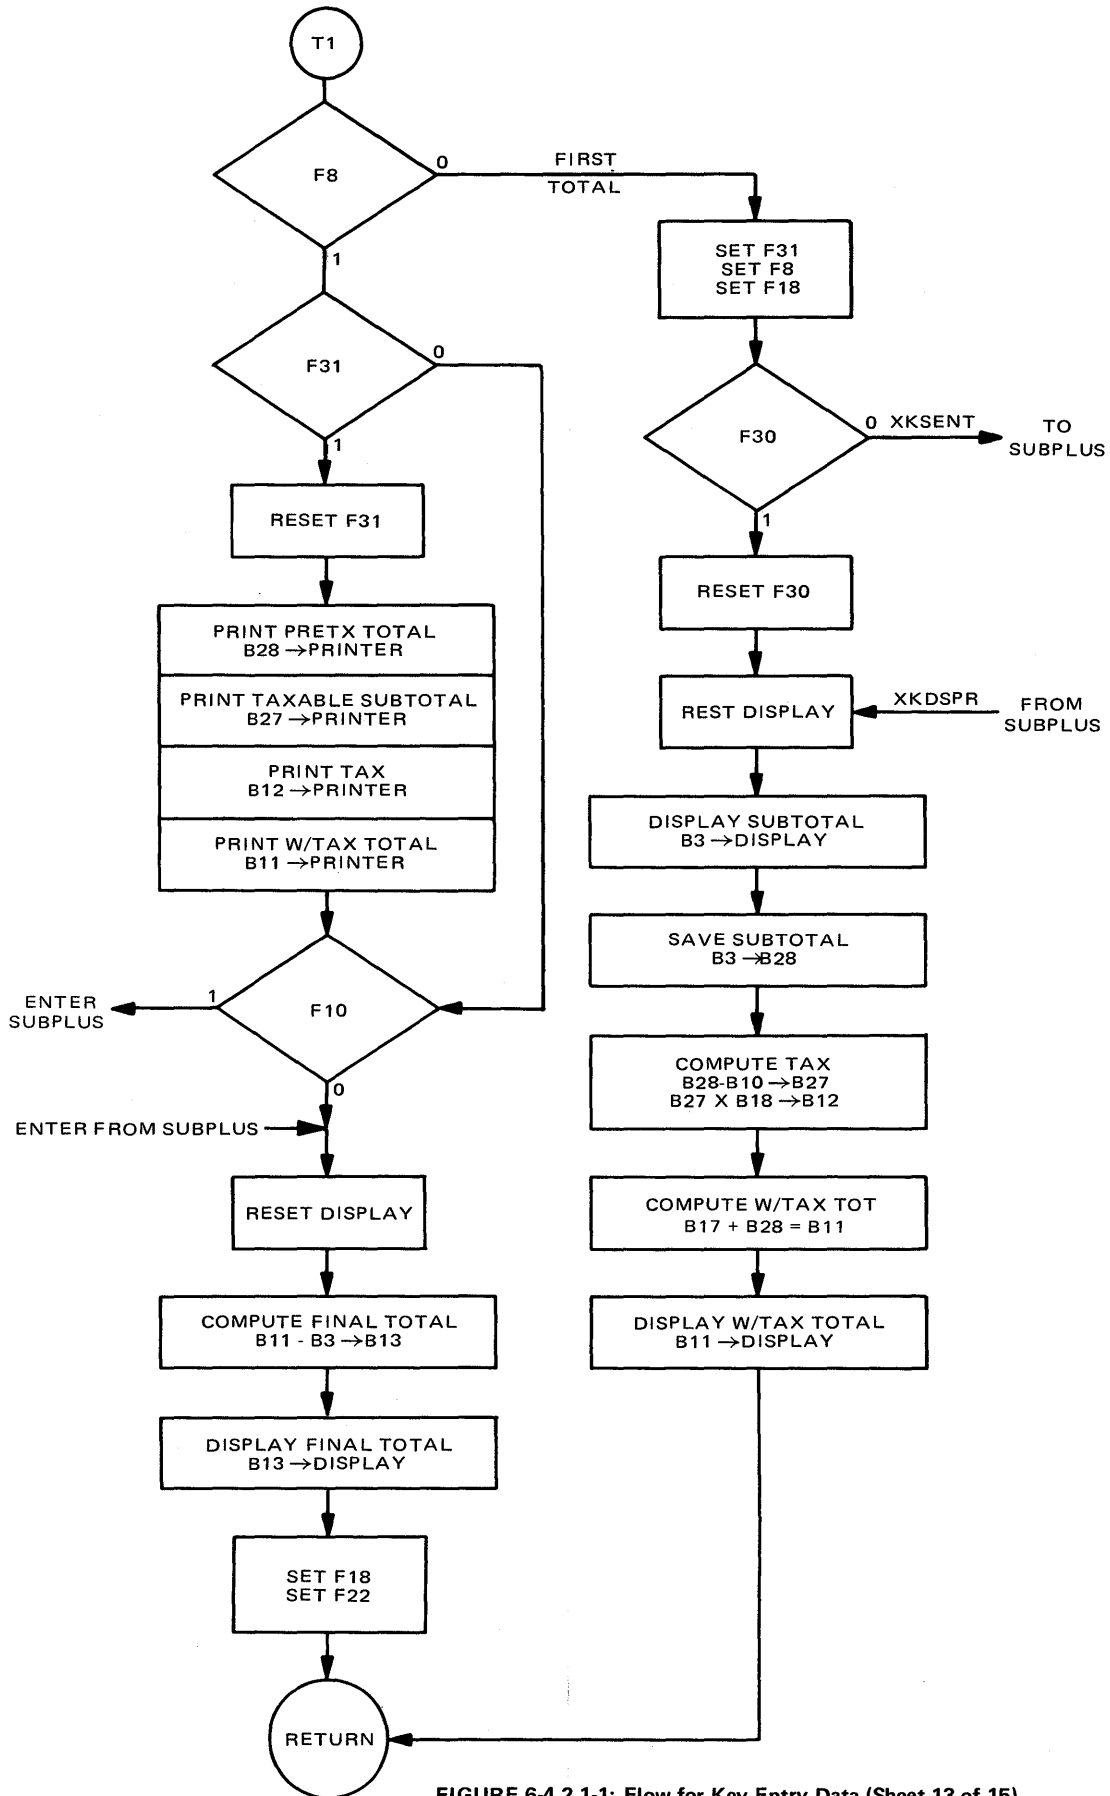 T1
F8
0
FIRST
TOTAL
1
SET F31
SET F8
SET F18
F31
0
1
F30
0 XKSENT
TO
SUBPLUS
1
RESET F31
RESET F30
PRINT PRETX TOTAL
B28 →PRINTER
PRINT TAXABLE SUBTOTAL
B27 →PRINTER
PRINT TAX
B12 →PRINTER
PRINT W/TAX TOTAL
B11 →PRINTER
REST DISPLAY
XKDSPR
FROM
SUBPLUS
DISPLAY SUBTOTAL
B3 →DISPLAY
SAVE SUBTOTAL
B3 →B28
F10
1
ENTER
SUBPLUS
0
COMPUTE TAX
B28-B10 →B27
B27 X B18 →B12
ENTER FROM SUBPLUS
RESET DISPLAY
COMPUTE W/TAX TOT
B17 + B28 = B11
COMPUTE FINAL TOTAL
B11 - B3 →B13
DISPLAY W/TAX TOTAL
B11 →DISPLAY
DISPLAY FINAL TOTAL
B13 →DISPLAY
SET F18
SET F22
RETURN
FIGURE 6-4.2.1-1: Flow for Key Entry Data (Sheet 13 of 15)